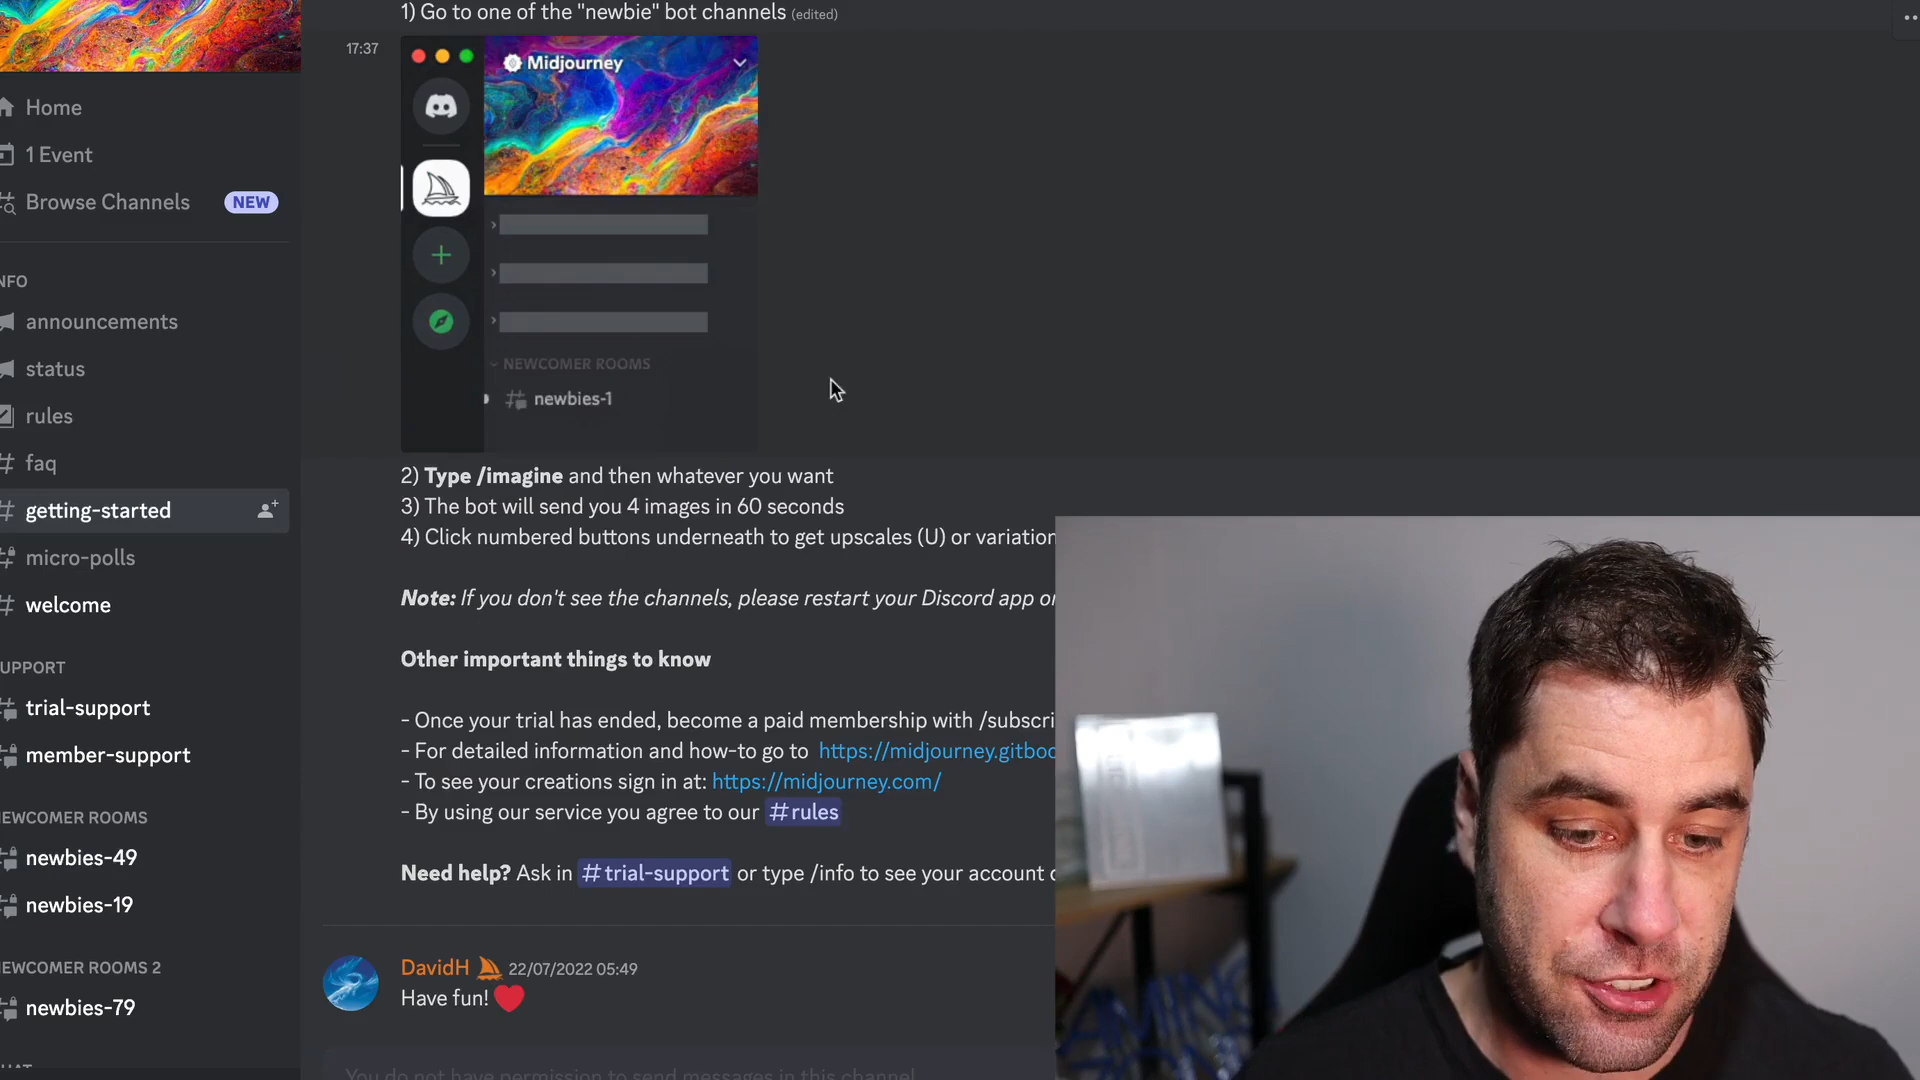 1) Go to one of the "newbie" bot channels (edited)
17:37
Midjourney
NEWCOMER ROOMS
newbies-1
2) Type /imagine and then whatever you want
3) The bot will send you 4 images in 60 seconds
4) Click numbered buttons underneath to get upscales (U) or variation
Note: If you don't see the channels, please restart your Discord app or
Other important things to know
- Once your trial has ended, become a paid membership with /subscri
- For detailed information and how-to go to https://midjourney.gitboo
- To see your creations sign in at: https://midjourney.com/
- By using our service you agree to our #rules
Need help? Ask in #trial-support or type /info to see your account
DavidH 22/07/2022 05:49
Have fun!
You do not have permission to send messages in this channel
Home
1 Event
Browse Channels NEW
NFO
announcements
status
rules
faq
getting-started
micro-polls
welcome
UPPORT
trial-support
member-support
EWCOMER ROOMS
newbies-49
newbies-19
EWCOMER ROOMS 2
newbies-79